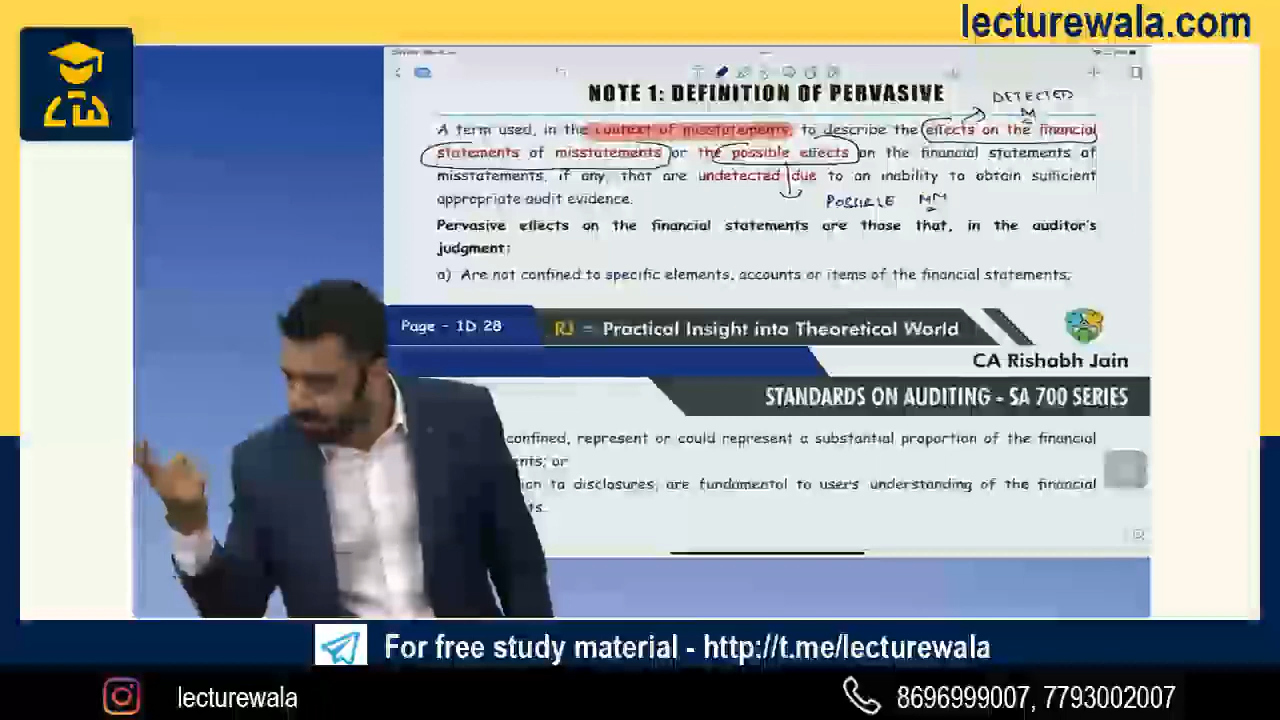 lecturewala.com
NOTE 1: DEFINITION OF PERVASIVE
DETECTED
M
A term used, in the context of misstatements, to describe the effects on the financial
statements of misstatements or the possible effects on the financial statements of
misstatements, if any, that are undetected due to an inability to obtain sufficient
appropriate audit evidence.
POSSIBLE MM
Pervasive effects on the financial statements are those that, in the auditor's
judgment:
a) Are not confined to specific elements, accounts or items of the financial statements;
Page - 1D 28
RJ = Practical Insight into Theoretical World
CA Rishabh Jain
STANDARDS ON AUDITING - SA 700 SERIES
confined, represent or could represent a substantial proportion of the financial
ents; or
ion to disclosures, are fundamental to users' understanding of the financial
ts.
For free study material - http://t.me/lecturewala
lecturewala
8696999007, 7793002007